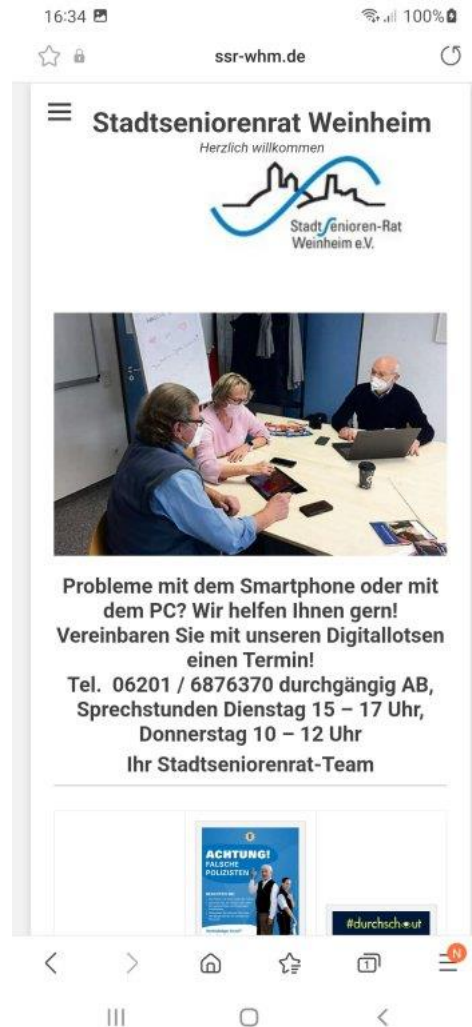 16:34
100%
ssr-whm.de
Stadtseniorenrat Weinheim
Herzlich willkommen
StadtSenioren-Rat
Weinheim e.V.
Probleme mit dem Smartphone oder mit
dem PC? Wir helfen Ihnen gern!
Vereinbaren Sie mit unseren Digitallotsen
einen Termin!
Tel. 06201 / 6876370 durchgängig AB,
Sprechstunden Dienstag 15 – 17 Uhr,
Donnerstag 10 – 12 Uhr
Ihr Stadtseniorenrat-Team
ACHTUNG!
FALSCHE
POLIZISTEN
#durchschaut
1
N